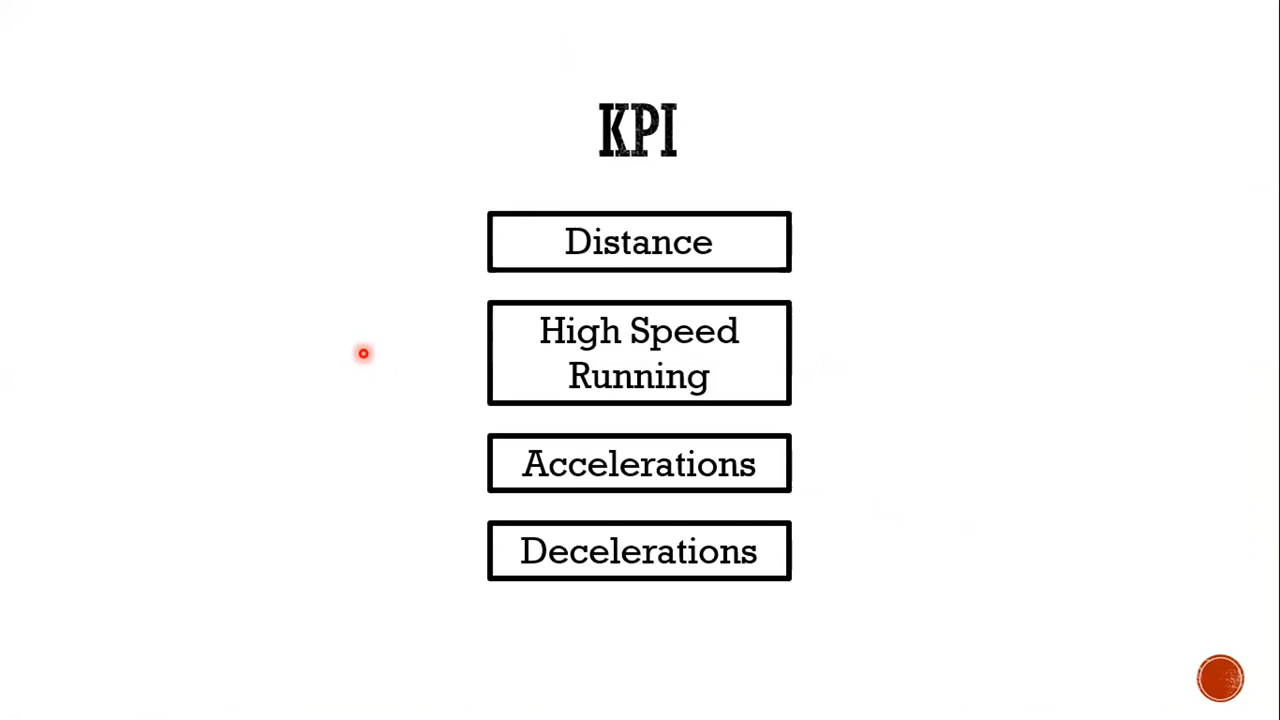 KPI
Distance
High Speed
Running
Accelerations
Decelerations